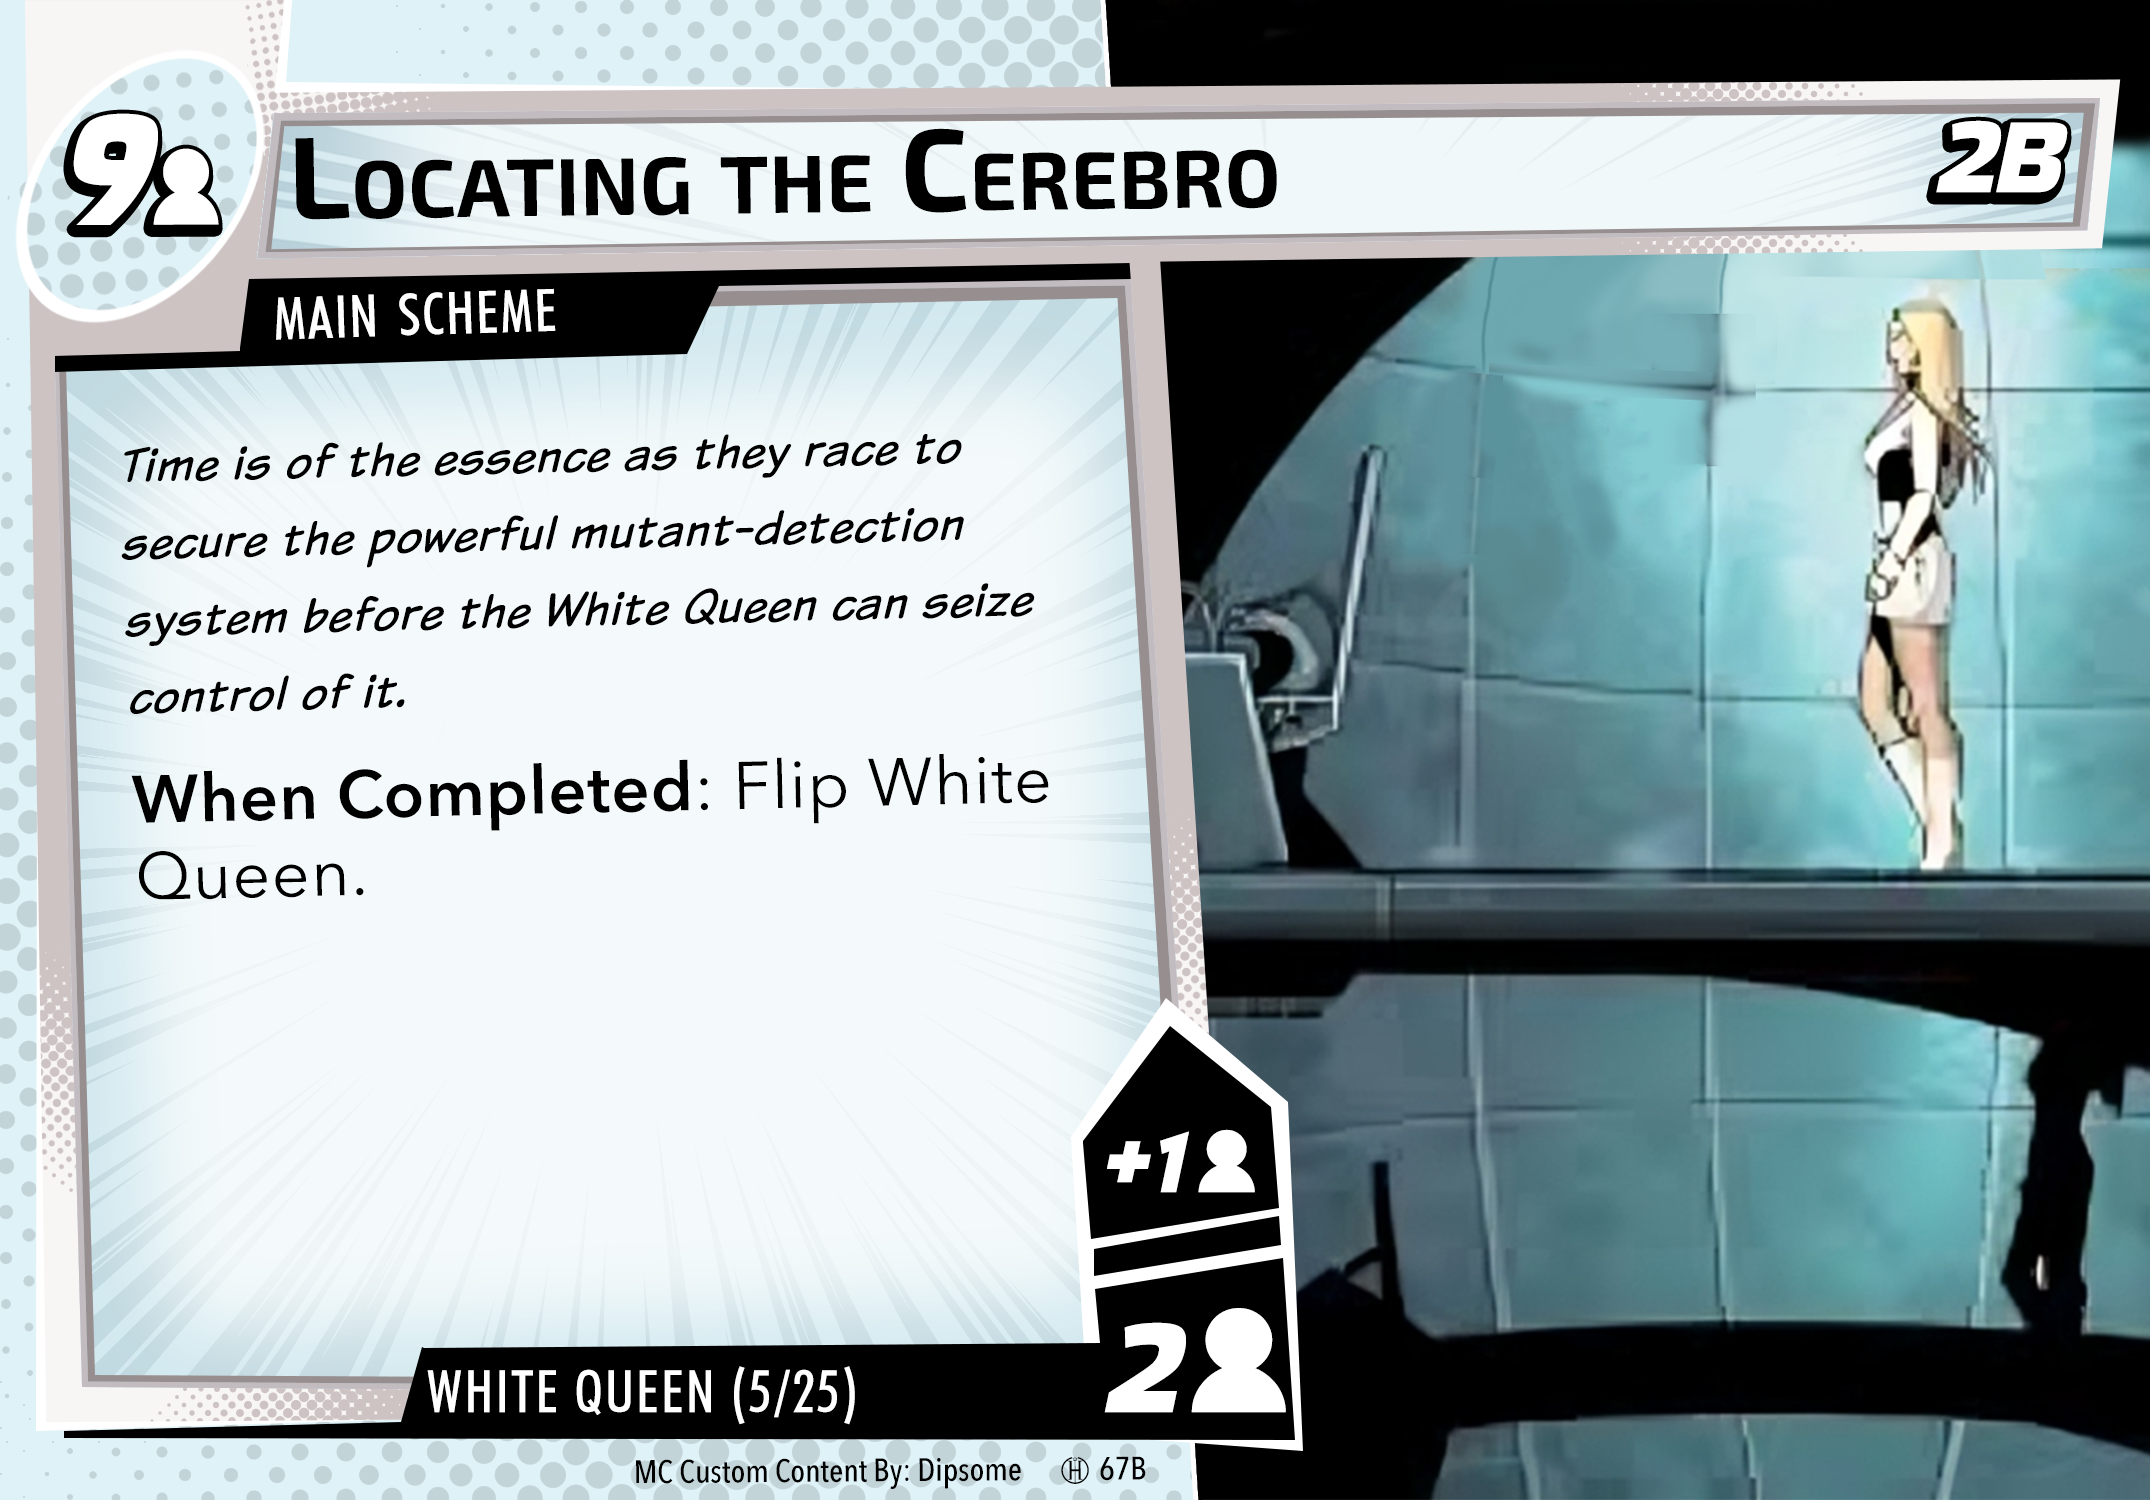 9
LOCATING THE CEREBRO
2B
MAIN SCHEME
Time is of the essence as they race to
secure the powerful mutant-detection
system before the White Queen can seize
control of it.
When Completed: Flip White
Queen.
+1
2
WHITE QUEEN (5/25)
MC Custom Content By: Dipsome H 67B